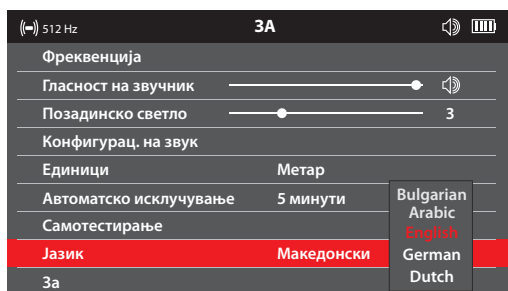 512 Hz ЗА
Фреквенција
Гласност на звучник
Позадинско светло 3
Конфигурац. на звук
Единици Метар
Автоматско исклучување 5 минути
Самотестирање
Јазик Македонски
За
Bulgarian
Arabic
English
German
Dutch